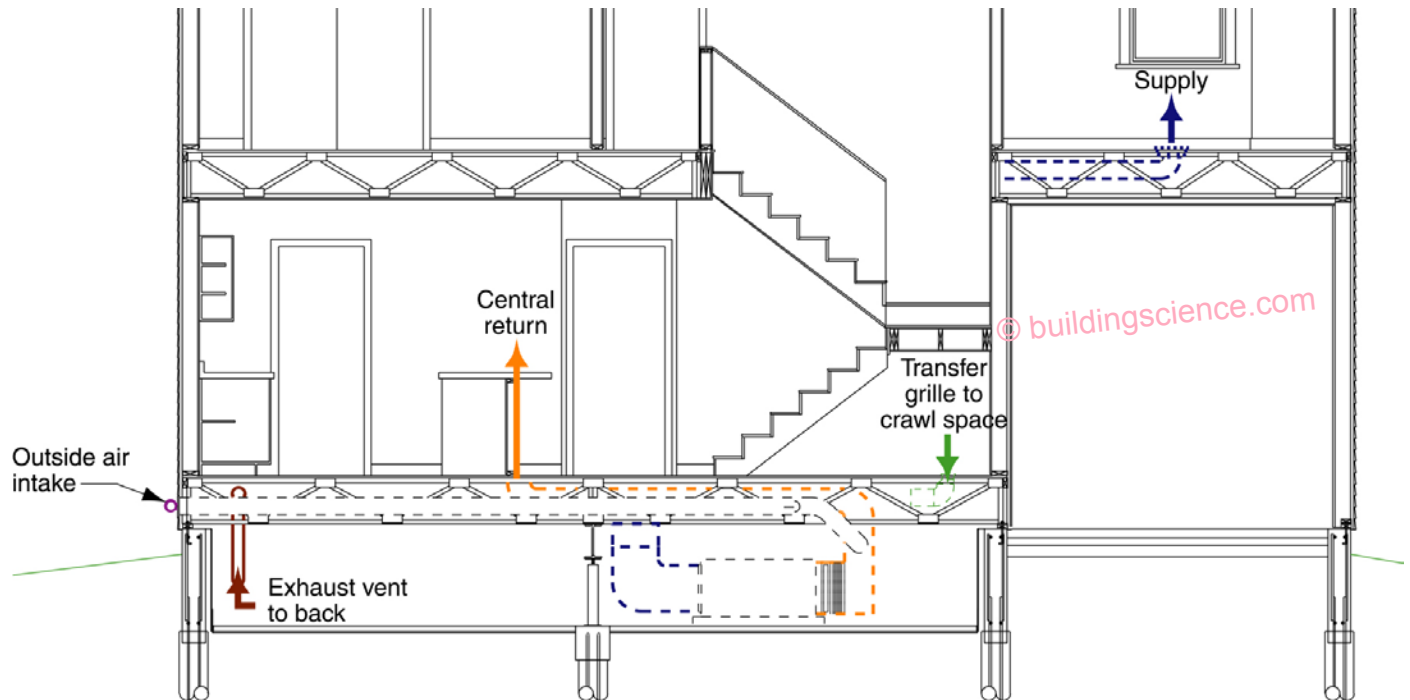 Supply
Central
return
© buildingscience.com
Transfer
grille to
crawl space
Outside air
intake
Exhaust vent
to back